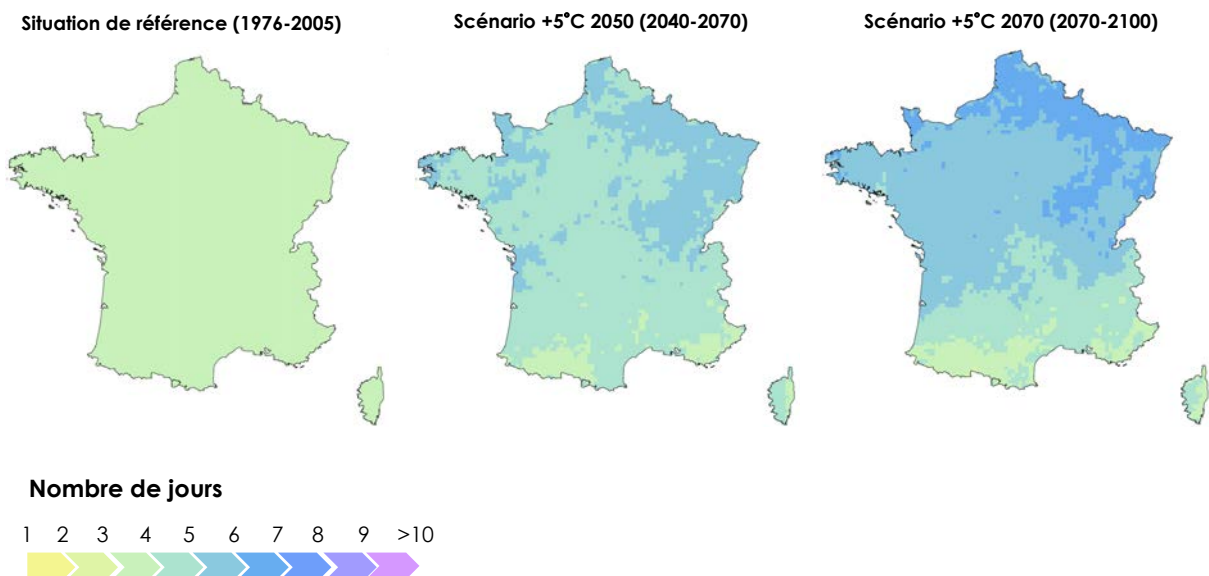 Situation de référence (1976-2005)
Scénario +5°C 2050 (2040-2070)
Scénario +5°C 2070 (2070-2100)
Nombre de jours
1 2 3 4 5 6 7 8 9 >10